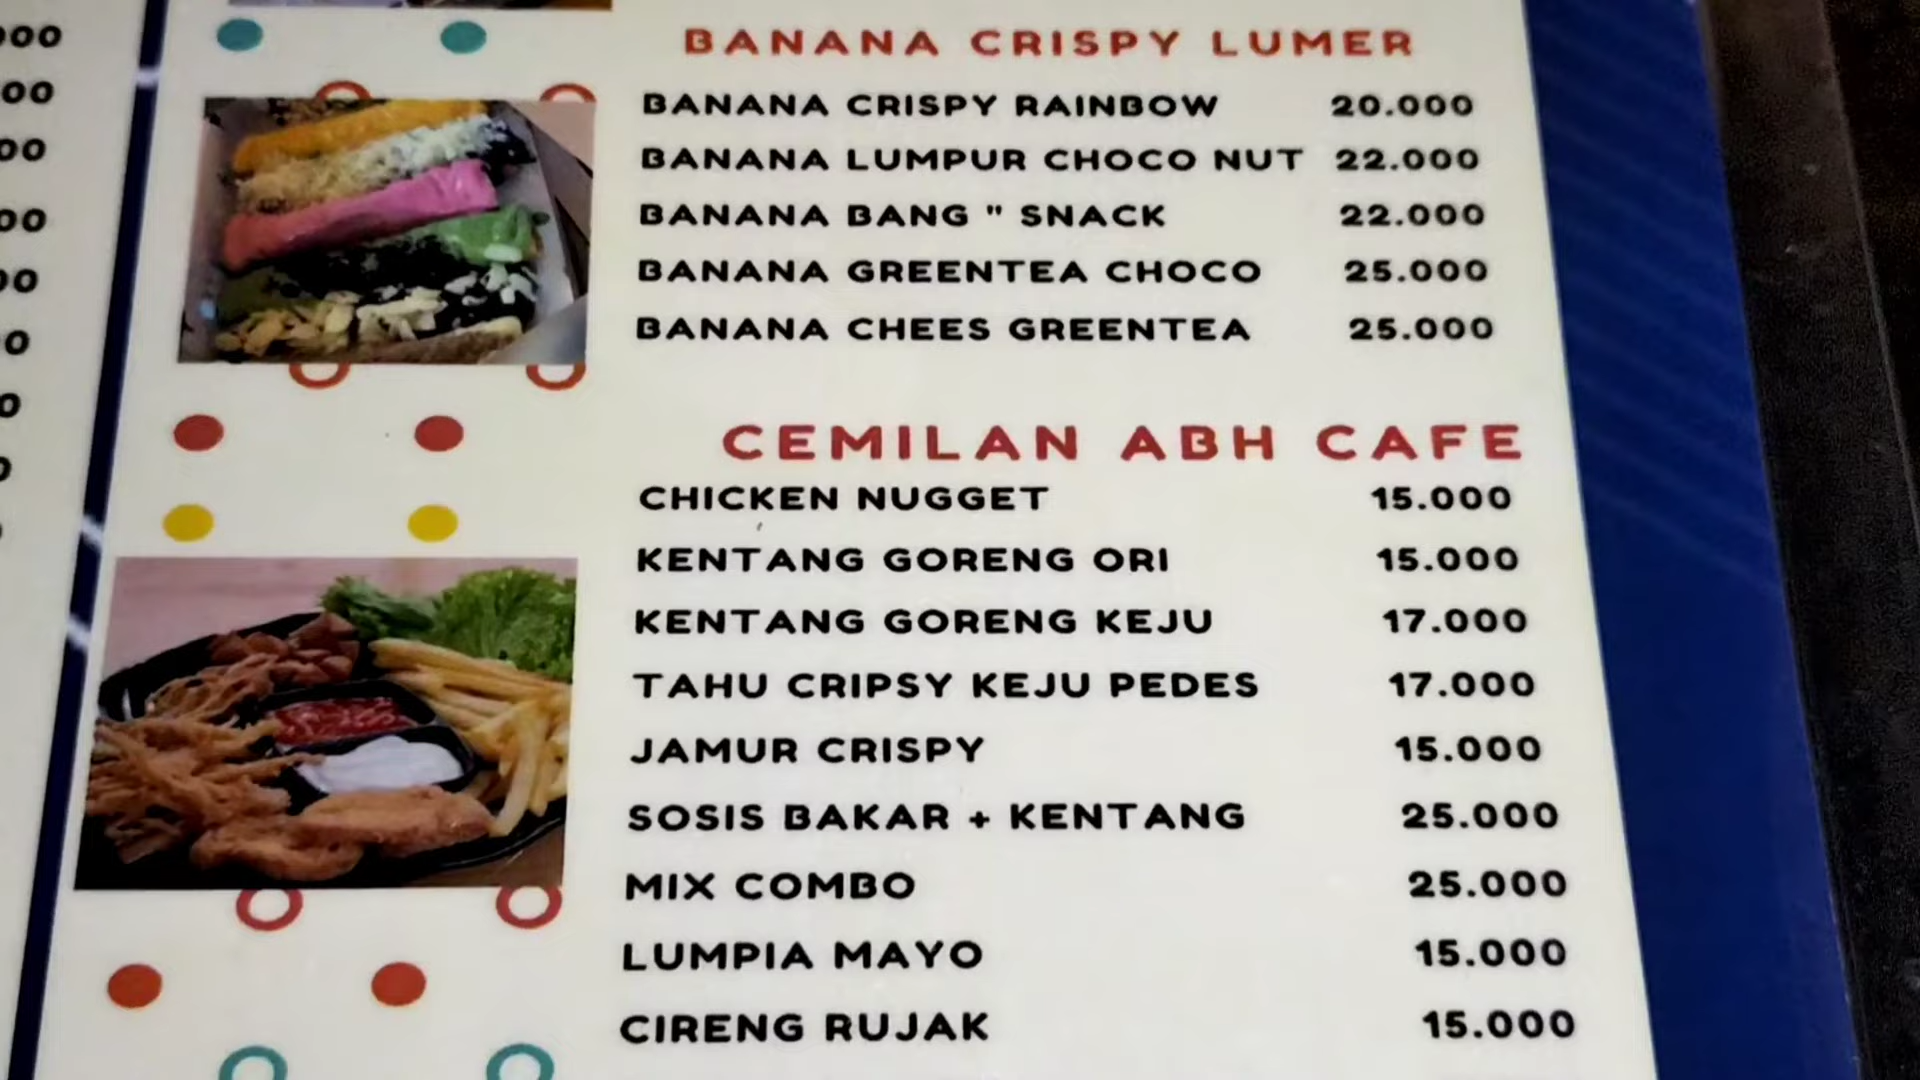 BANANA CRISPY LUMER
BANANA CRISPY RAINBOW 20.000
BANANA LUMPUR CHOCO NUT 22.000
BANANA BANG " SNACK 22.000
BANANA GREENTEA CHOCO 25.000
BANANA CHEES GREENTEA 25.000
CEMILAN ABH CAFE
CHICKEN NUGGET 15.000
KENTANG GORENG ORI 15.000
KENTANG GORENG KEJU 17.000
TAHU CRIPSY KEJU PEDES 17.000
JAMUR CRISPY 15.000
SOSIS BAKAR + KENTANG 25.000
MIX COMBO 25.000
LUMPIA MAYO 15.000
CIRENG RUJAK 15.000